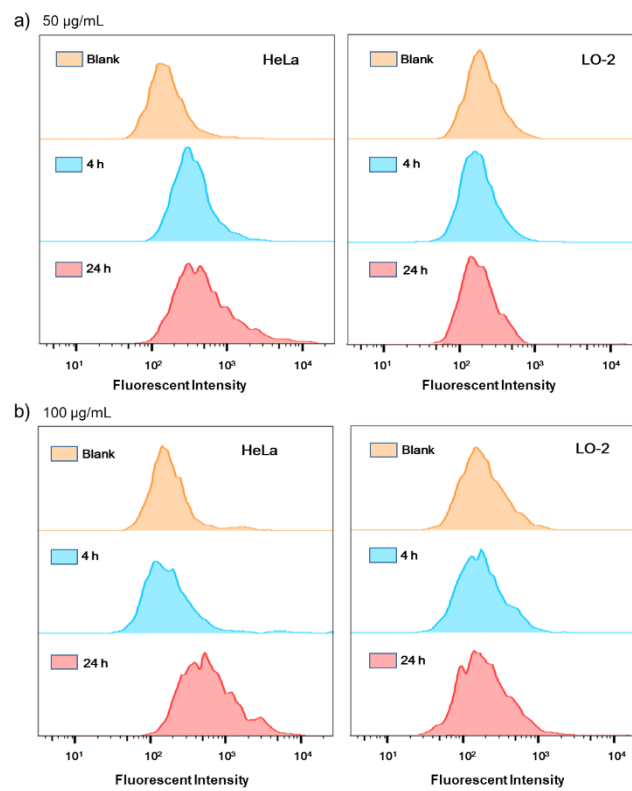 a) 50 µg/mL
Blank HeLa Blank LO-2
4 h 4 h
24 h 24 h
10¹ 10² 10³ 10⁴ 10¹ 10² 10³ 10⁴
Fluorescent Intensity Fluorescent Intensity
b) 100 µg/mL
Blank HeLa Blank LO-2
4 h 4 h
24 h 24 h
10¹ 10² 10³ 10⁴ 10¹ 10² 10³ 10⁴
Fluorescent Intensity Fluorescent Intensity